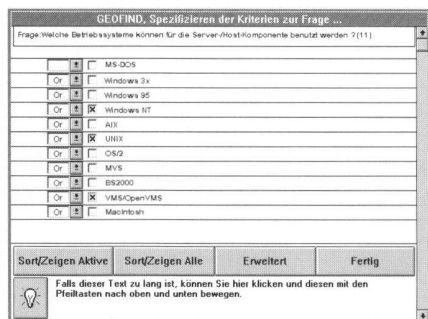 GEOFIND, Spezifizieren der Kriterien zur Frage ...
Frage:Welche Betriebssysteme können für die Server-/Host-Komponente benutzt werden ?(11)
MS-DOS
Or Windows 3x
Or Windows 95
Or Windows NT
Or AIX
Or UNIX
Or OS/2
Or MVS
Or BS2000
Or VMS/OpenVMS
Or Macintosh
Sort/Zeigen Aktive Sort/Zeigen Alle Erweitert Fertig
Falls dieser Text zu lang ist, können Sie hier klicken und diesen mit den
Pfeiltasten nach oben und unten bewegen.